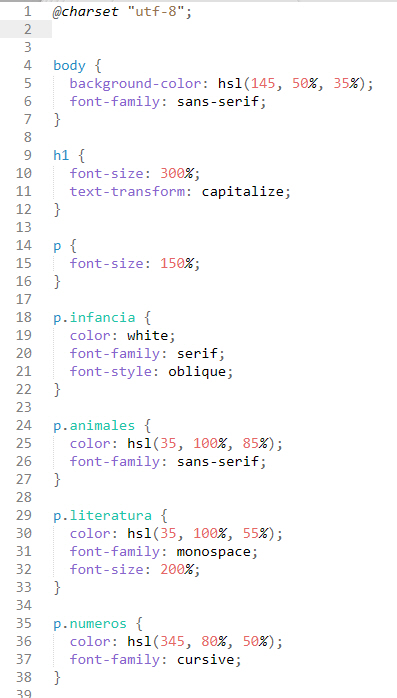 1 @charset "utf-8";
2
3
4 body {
5   background-color: hsl(145, 50%, 35%);
6   font-family: sans-serif;
7 }
8
9 h1 {
10   font-size: 300%;
11   text-transform: capitalize;
12 }
13
14 p {
15   font-size: 150%;
16 }
17
18 p.infancia {
19   color: white;
20   font-family: serif;
21   font-style: oblique;
22 }
23
24 p.animales {
25   color: hsl(35, 100%, 85%);
26   font-family: sans-serif;
27 }
28
29 p.literatura {
30   color: hsl(35, 100%, 55%);
31   font-family: monospace;
32   font-size: 200%;
33 }
34
35 p.numeros {
36   color: hsl(345, 80%, 50%);
37   font-family: cursive;
38 }
39